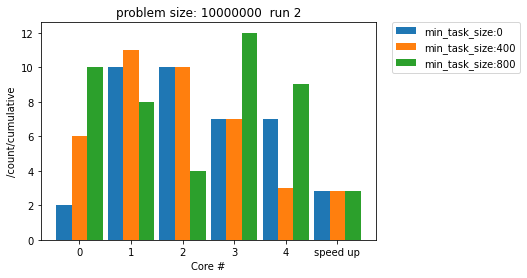 problem size: 10000000 run 2
min_task_size:0
min_task_size:400
min_task_size:800
/count/cumulative
12
10
8
6
4
2
0
0 1 2 3 4 speed up
Core #